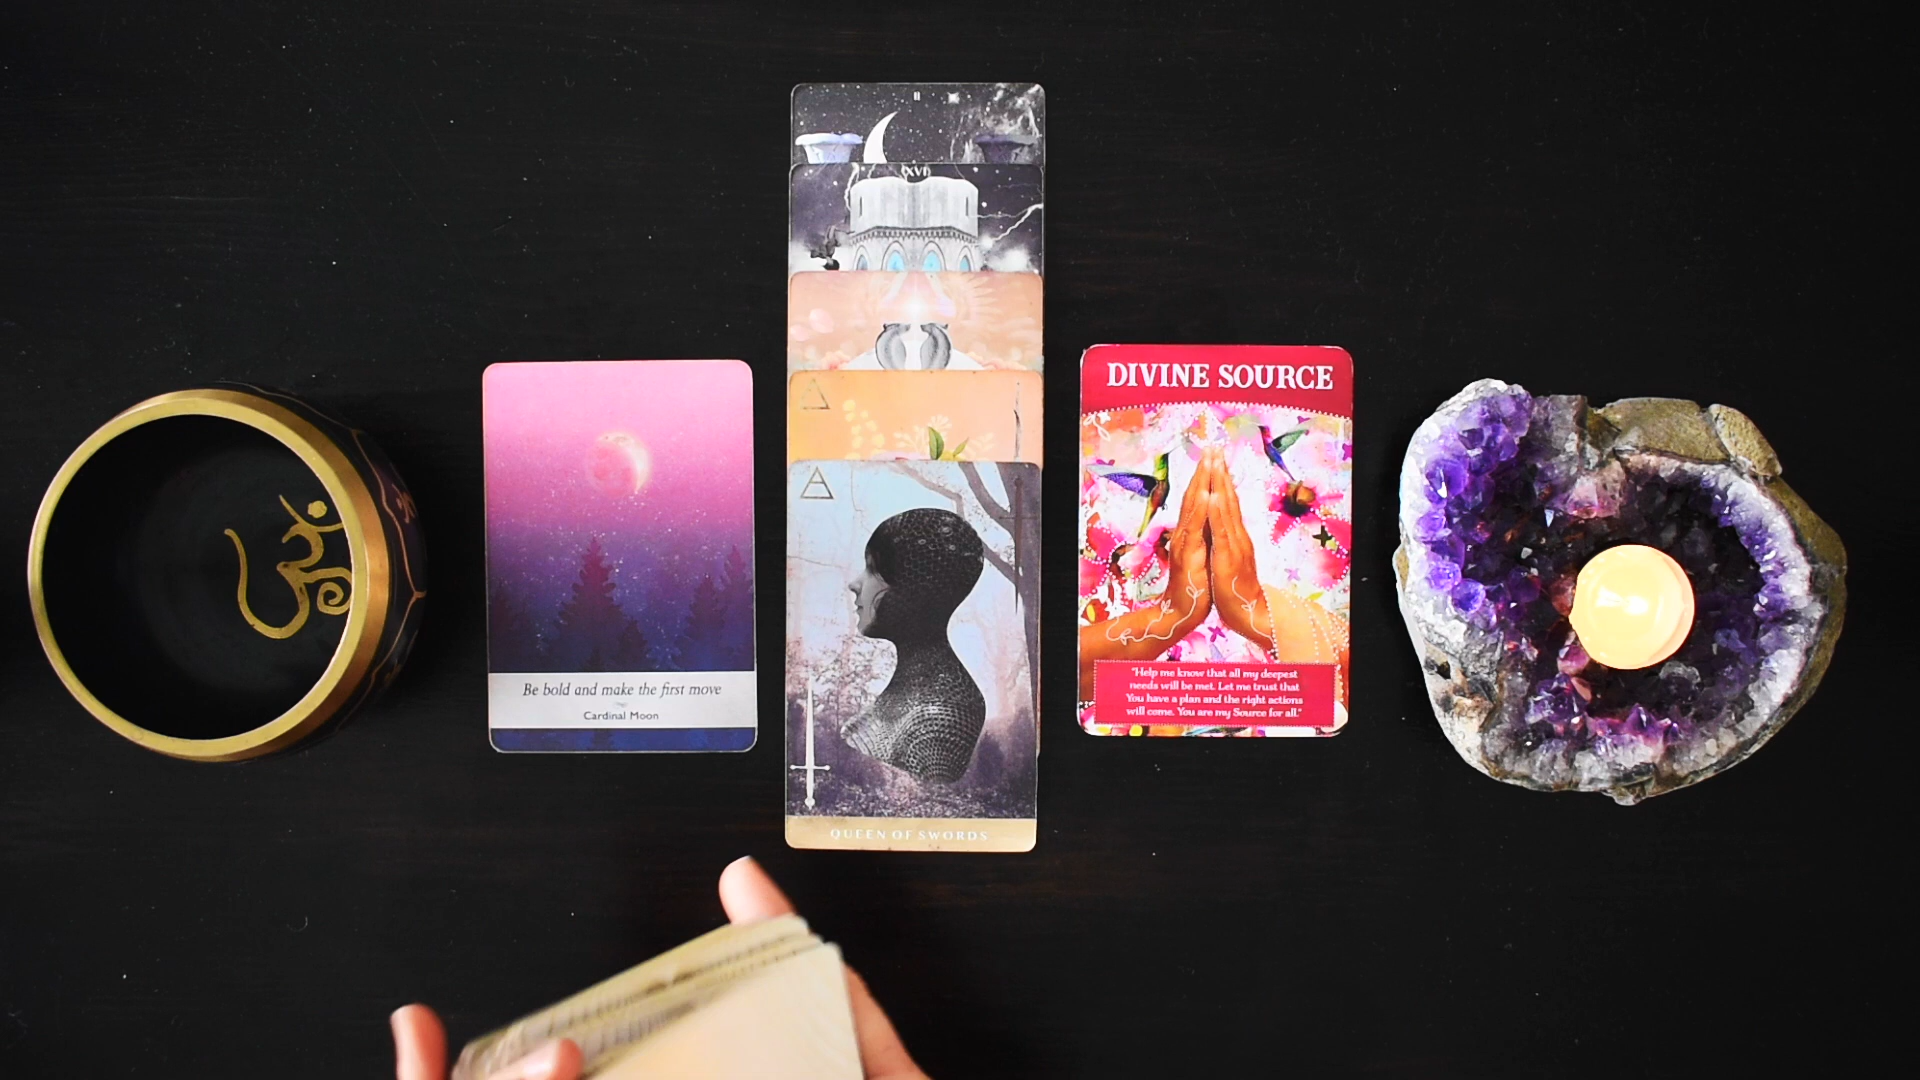 ॐ
Be bold and make the first move
Cardinal Moon
II
XVI
QUEEN OF SWORDS
DIVINE SOURCE
"Help me know that all my deepest
needs will be met. Let me trust that
You have a plan and the right actions
will come. You are my Source for all."